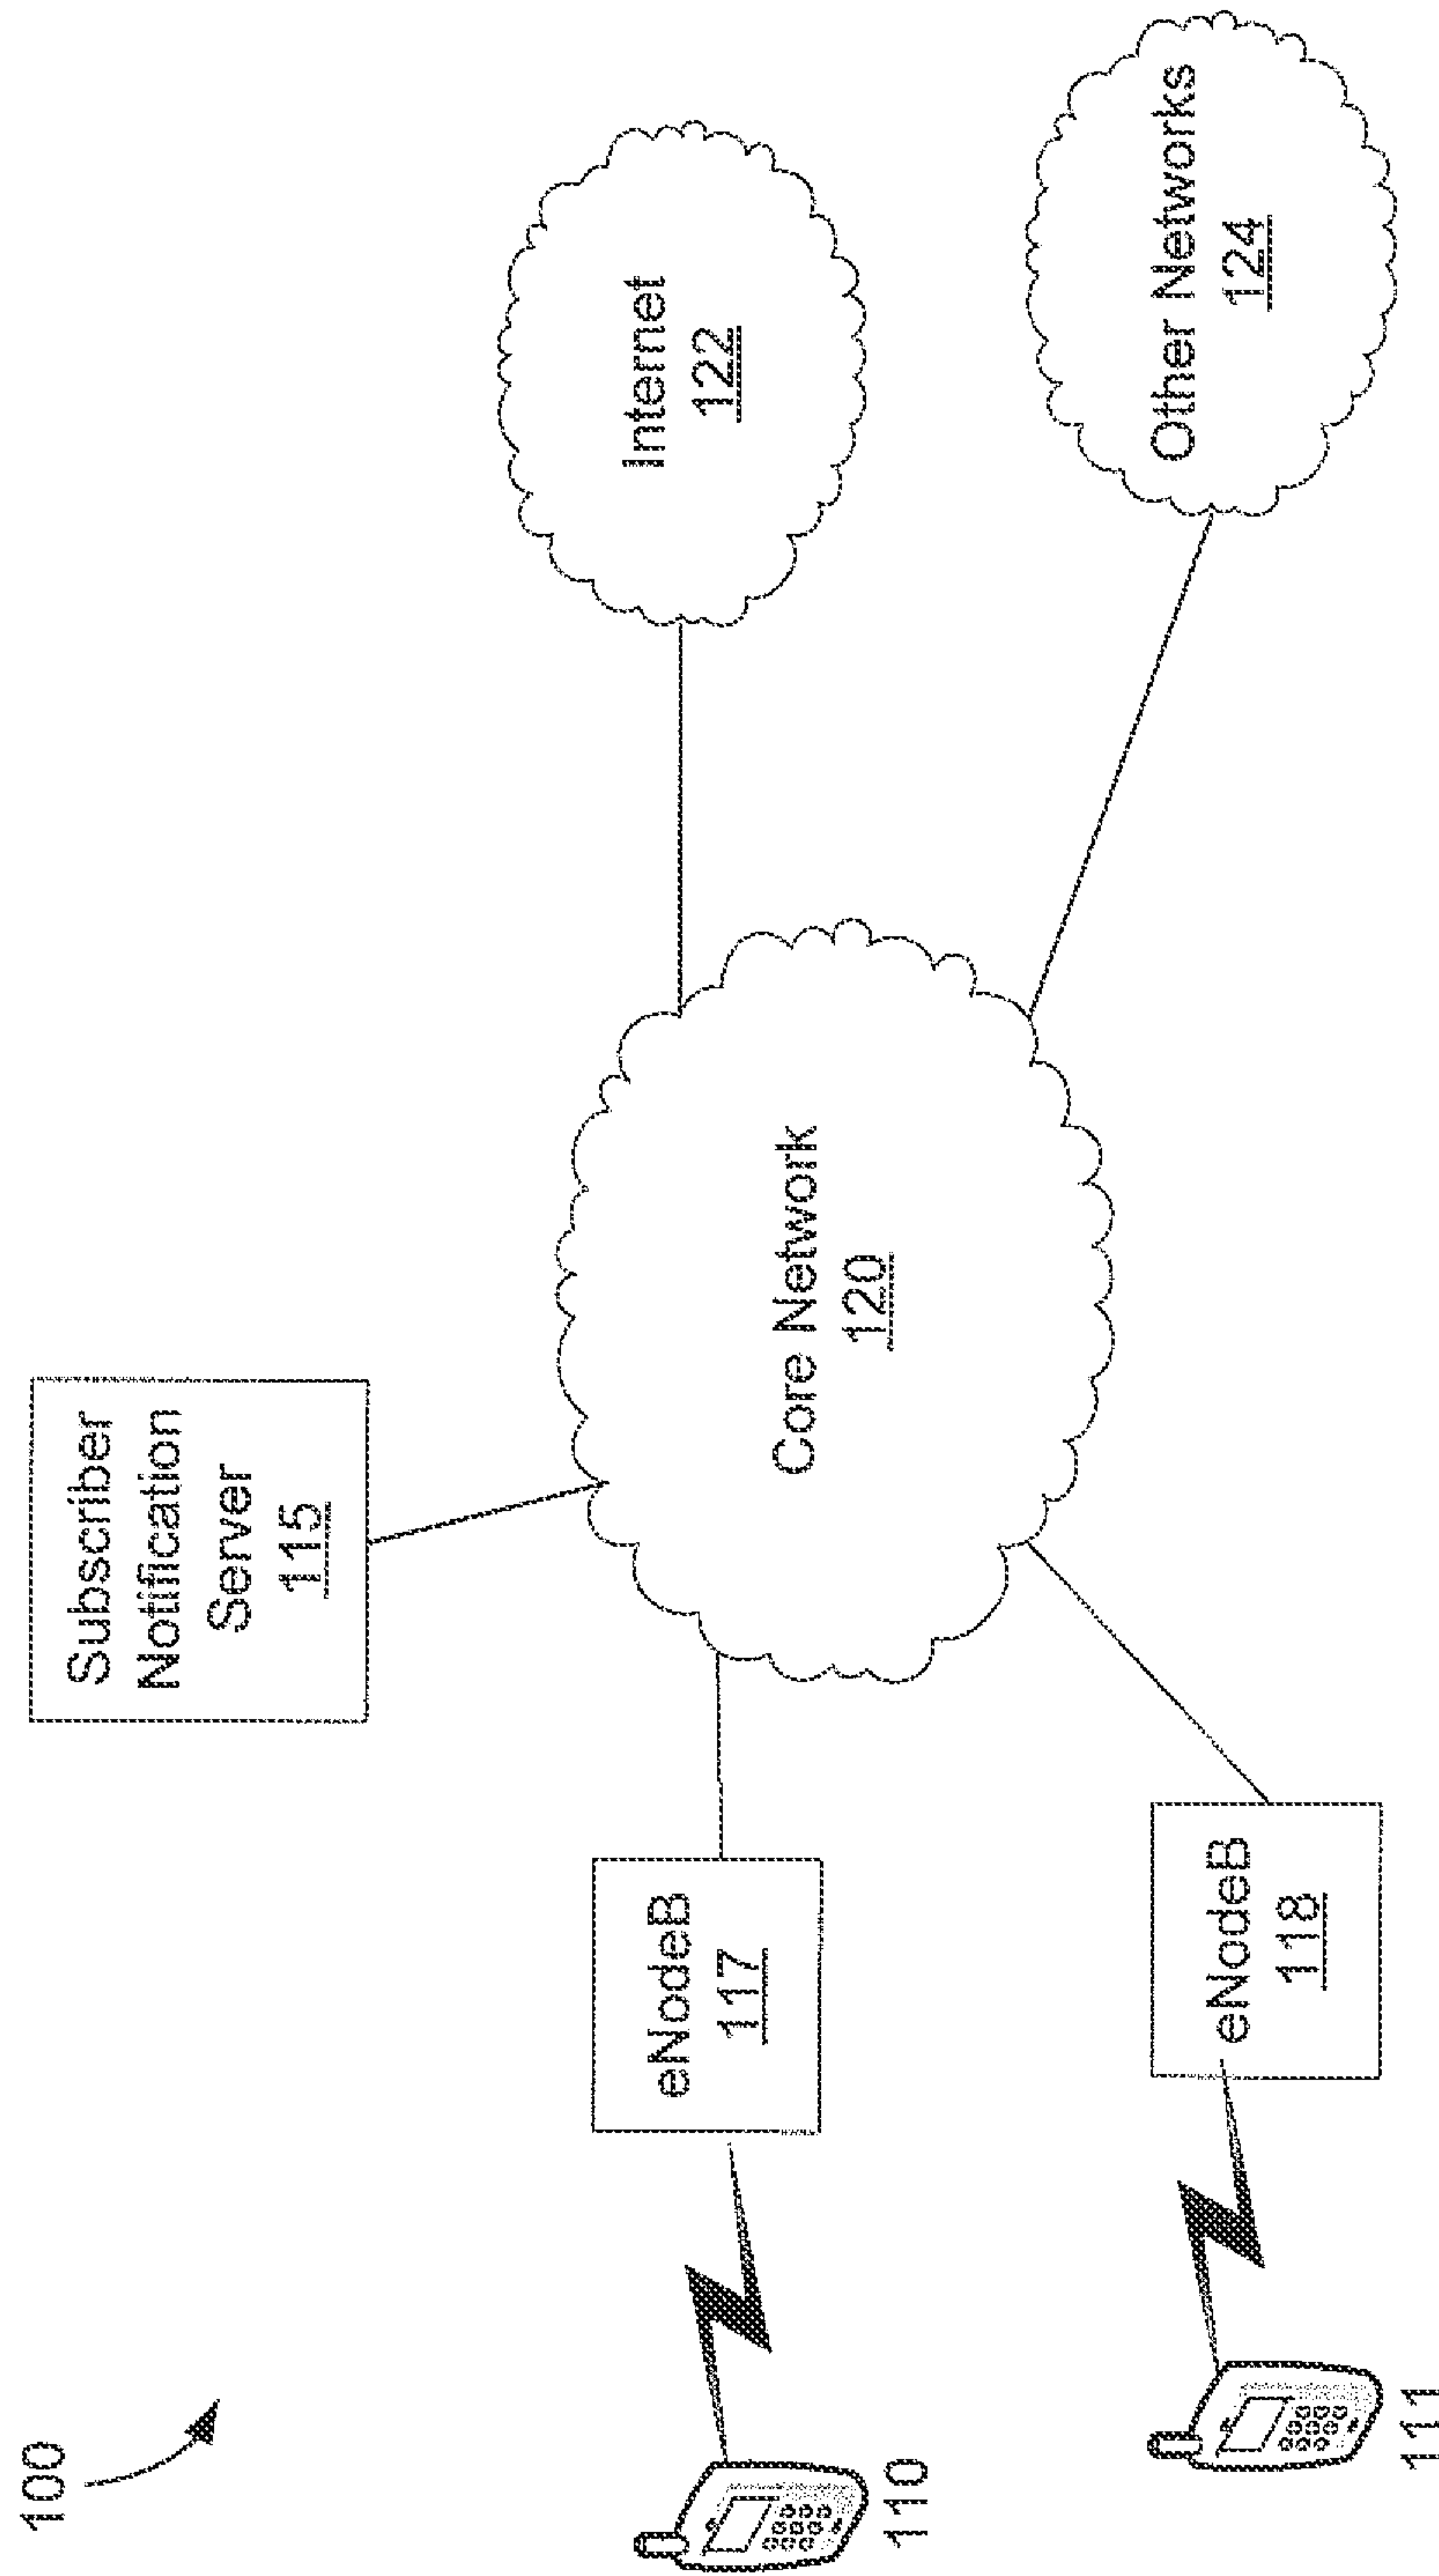 100
Subscriber
Notification
Server
115
Internet
122
eNodeB
117
Core Network
120
110
Other Networks
124
eNodeB
118
111